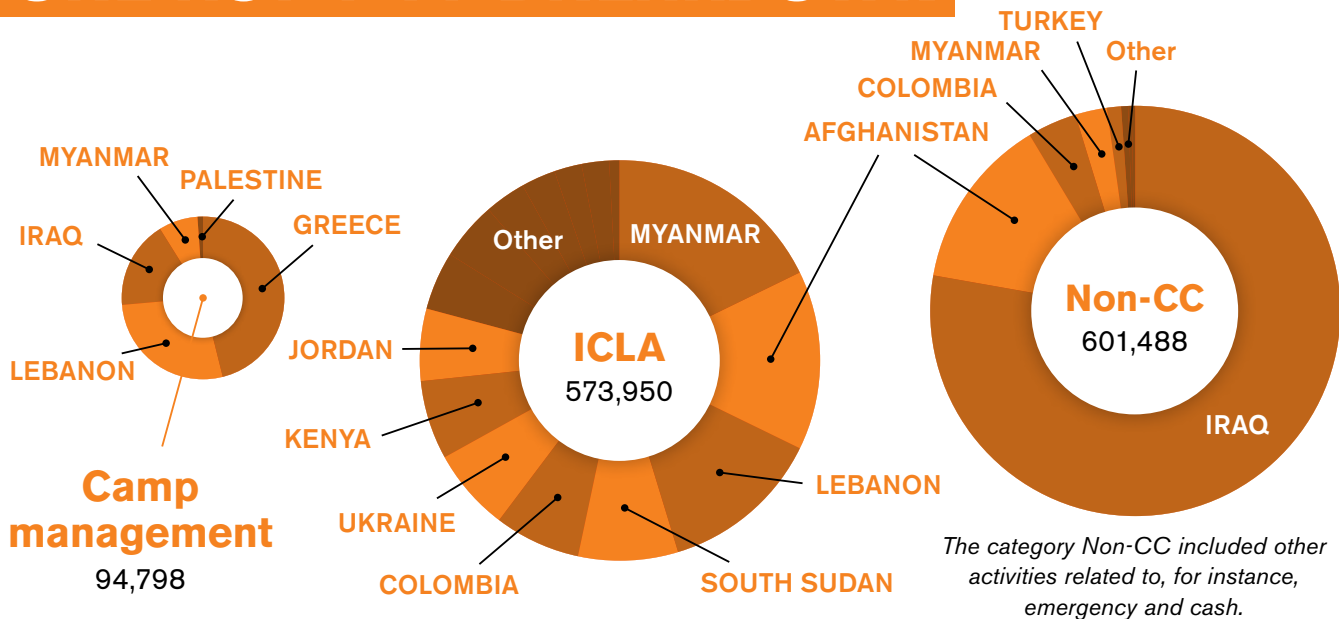 TURKEY
MYANMAR
Other
COLOMBIA
AFGHANISTAN
MYANMAR
PALESTINE
GREECE
IRAQ
LEBANON
Camp
management
94,798
Other
MYANMAR
JORDAN
ICLA
573,950
KENYA
UKRAINE
COLOMBIA
SOUTH SUDAN
LEBANON
Non-CC
601,488
IRAQ
The category Non-CC included other
activities related to, for instance,
emergency and cash.